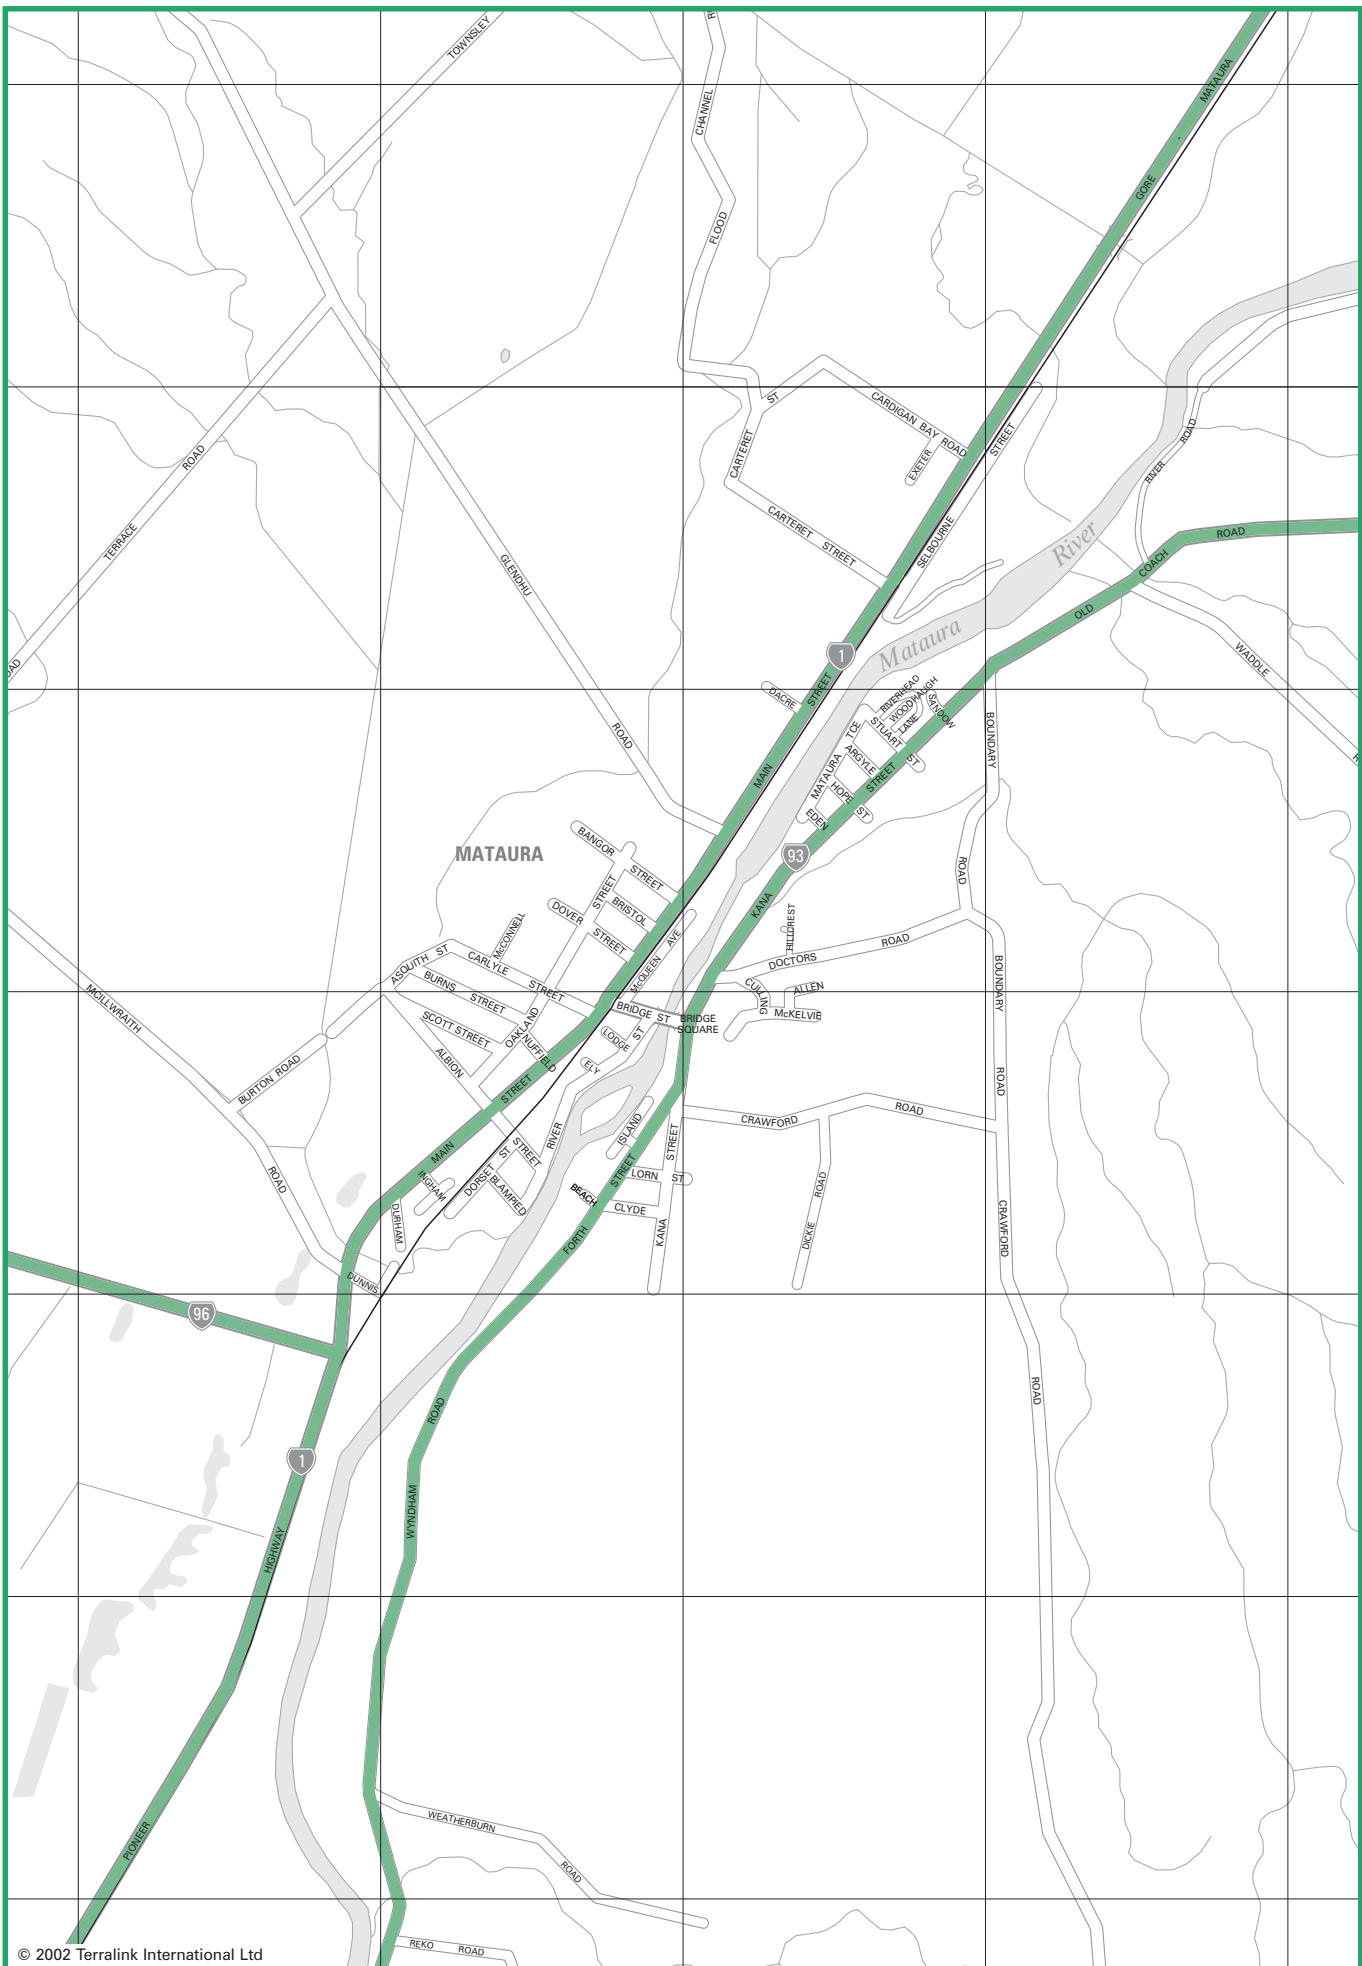 TOWNSLEY
CHANNEL
FLOOD
GORE - MATAURA
TERRACE ROAD
GLENDHU ROAD
CARTERET ST
CARTERET STREET
CARDIGAN BAY ROAD
EXETER
SELBOURNE STREET
RIVER ROAD
OLD COACH ROAD
WADDLE
Mataura River
1
MAIN STREET
DACRE
RIVERHEAD
WOODHAUGH LANE
SANDOW
STUART ST
MATAURA TCE
ARGYLE
HOPE ST
EDEN
93
KANA STREET
BOUNDARY ROAD
MATAURA
BANGOR STREET
STREET
BRISTOL
DOVER STREET
McQUEEN AVE
McCONNELL
ASQUITH ST
CARLYLE STREET
BURNS STREET
SCOTT STREET
OAKLAND
NUFFIELD
ALBION STREET
BRIDGE ST
BRIDGE SQUARE
LODGE
ELY
RIVER ST
HILLCREST
DOCTORS ROAD
CULLING
ALLEN
McKELVIE
BOUNDARY ROAD
MCILLWRAITH ROAD
BURTON ROAD
MAIN STREET
INGHAM
DORSET ST
BLAMPIED
DURHAM
DUNNIS
ISLAND
BEACH
FORTH STREET
LORN ST
CLYDE
KANA STREET
CRAWFORD ROAD
DICKIE ROAD
CRAWFORD ROAD
96
1
PIONEER HIGHWAY
WYNDHAM ROAD
WEATHERBURN ROAD
REKO ROAD
© 2002 Terralink International Ltd